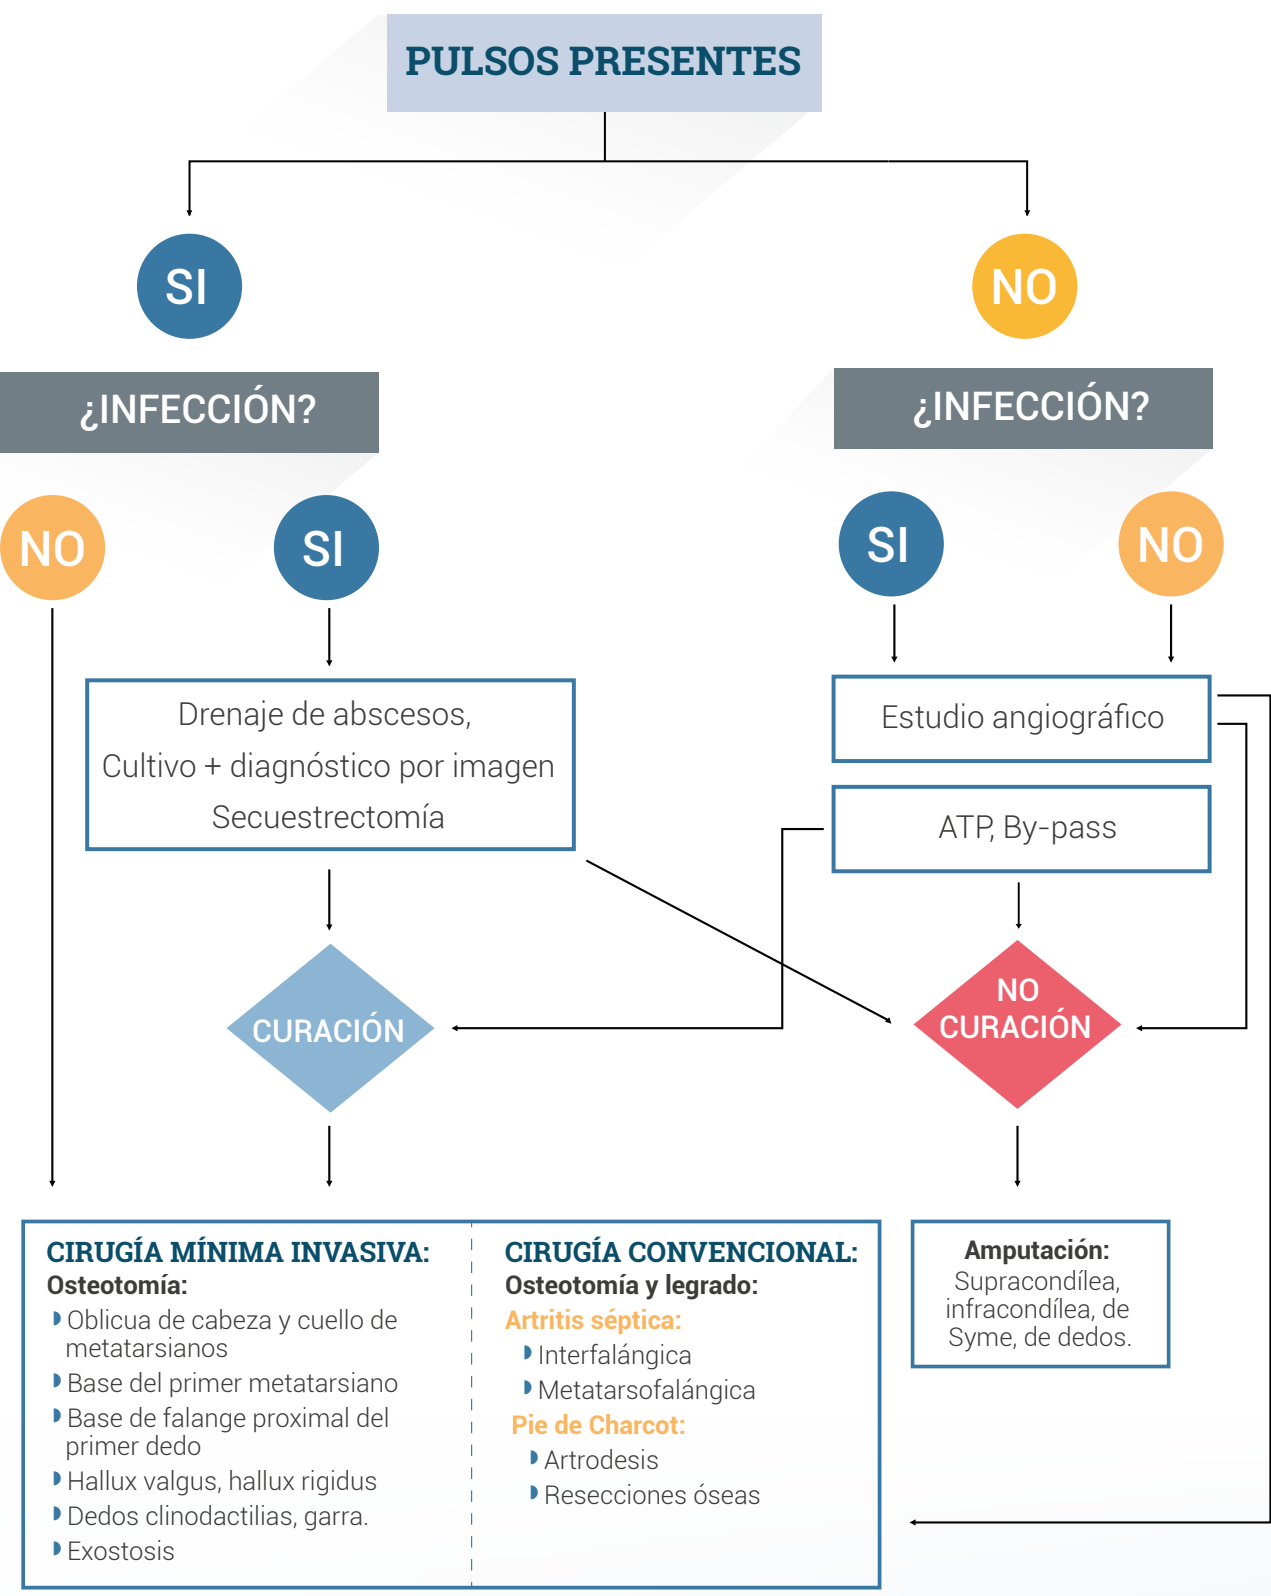 PULSOS PRESENTES
SI
NO
¿INFECCIÓN?
¿INFECCIÓN?
NO
SI
SI
NO
Drenaje de abscesos,
Cultivo + diagnóstico por imagen
Secuestrectomía
Estudio angiográfico
ATP, By-pass
CURACIÓN
NO
CURACIÓN
CIRUGÍA MÍNIMA INVASIVA:
Osteotomía:
Oblicua de cabeza y cuello de
metatarsianos
Base del primer metatarsiano
Base de falange proximal del
primer dedo
Hallux valgus, hallux rigidus
Dedos clinodactilias, garra.
Exostosis
CIRUGÍA CONVENCIONAL:
Osteotomía y legrado:
Artritis séptica:
Interfalángica
Metatarsofalángica
Pie de Charcot:
Artrodesis
Resecciones óseas
Amputación:
Supracondílea,
infracondílea, de
Syme, de dedos.